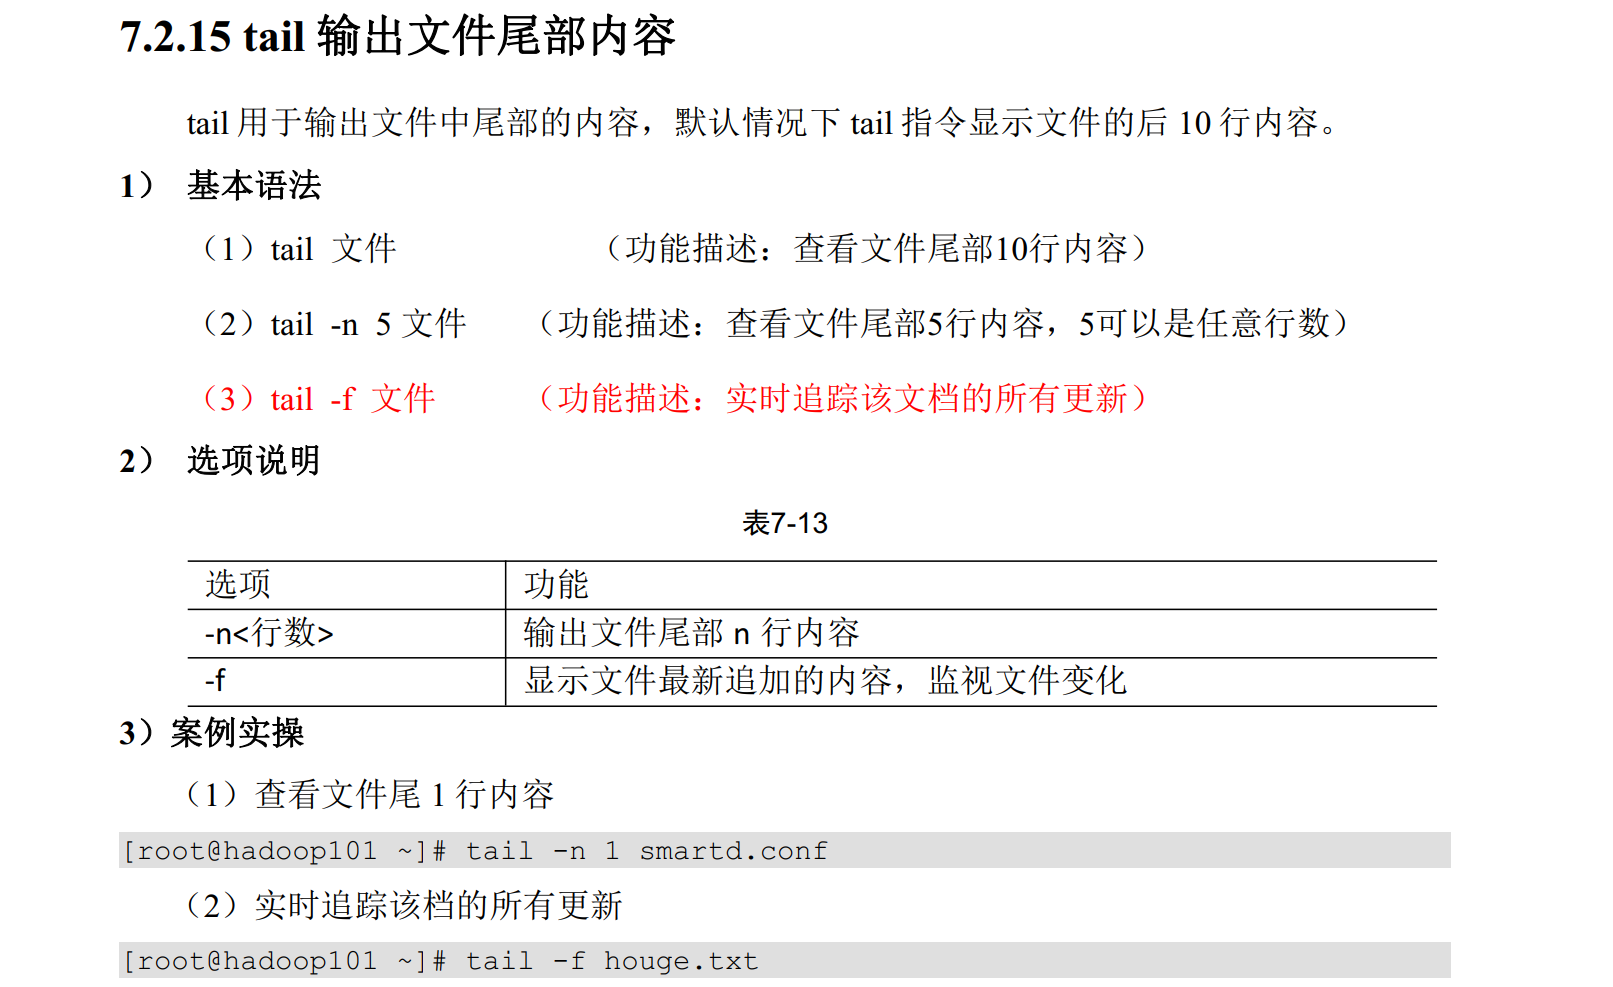 7.2.15 tail 输出文件尾部内容
tail 用于输出文件中尾部的内容，默认情况下 tail 指令显示文件的后 10 行内容。
1） 基本语法
（1）tail 文件 （功能描述：查看文件尾部10行内容）
（2）tail -n 5 文件 （功能描述：查看文件尾部5行内容，5可以是任意行数）
（3）tail -f 文件 （功能描述：实时追踪该文档的所有更新）
2） 选项说明
表7-13
选项 功能
-n<行数> 输出文件尾部 n 行内容
-f 显示文件最新追加的内容，监视文件变化
3）案例实操
（1）查看文件尾 1 行内容
[root@hadoop101 ~]# tail -n 1 smartd.conf
（2）实时追踪该档的所有更新
[root@hadoop101 ~]# tail -f houge.txt